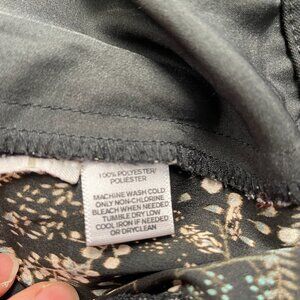 100% POLYESTER/
POLIESTER
MACHINE WASH COLD
ONLY NON-CHLORINE
BLEACH WHEN NEEDED
TUMBLE DRY LOW
COOL IRON IF NEEDED
OR DRYCLEAN